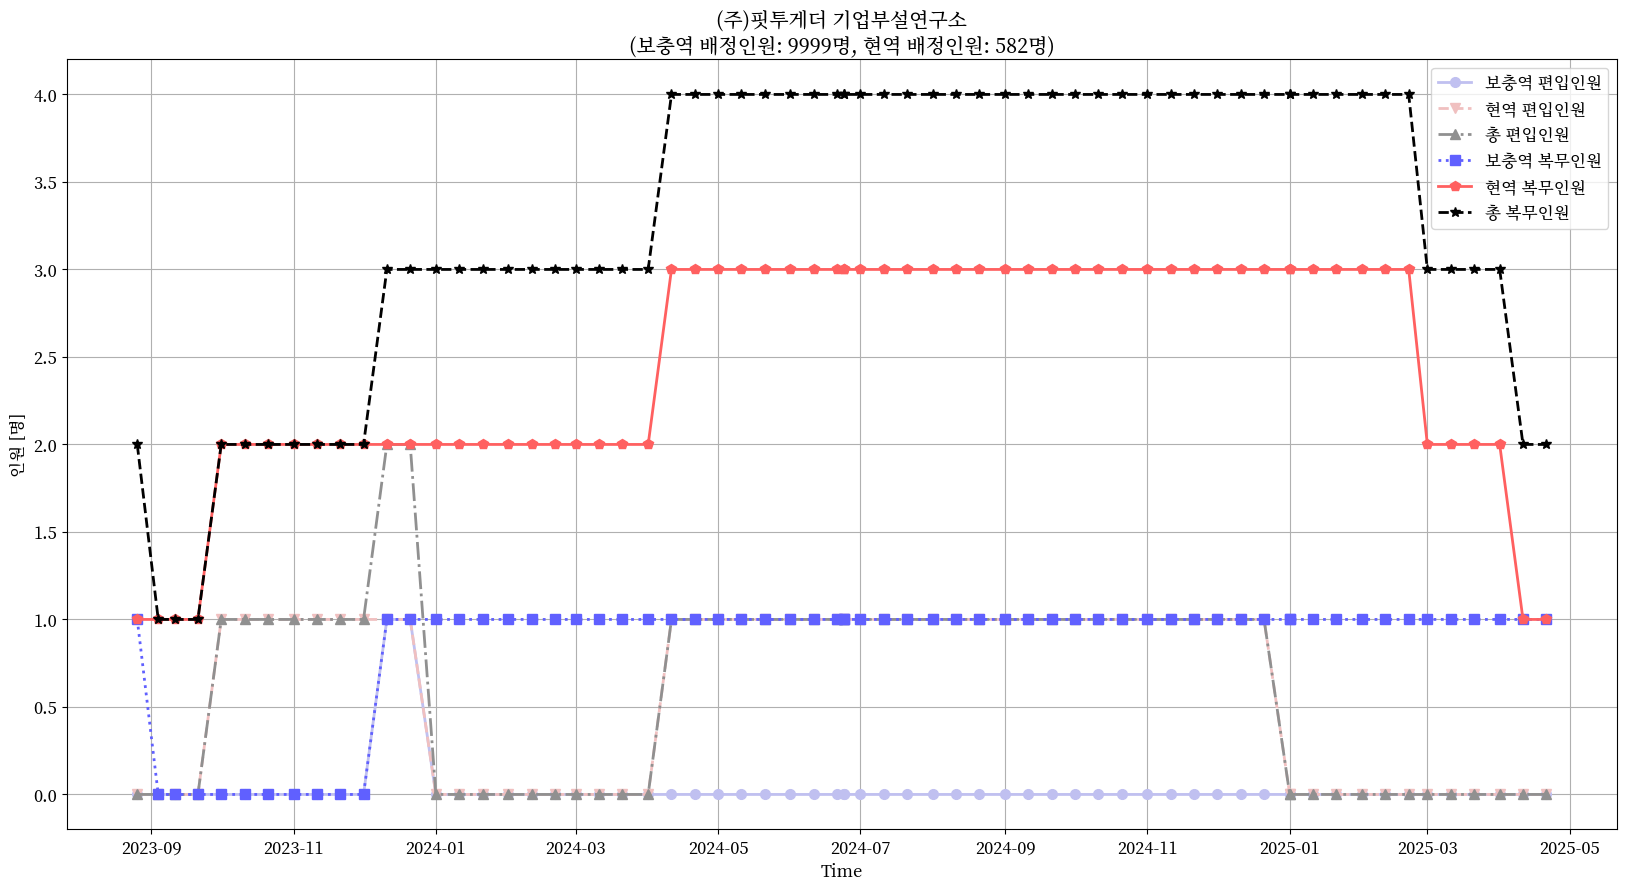 (주)핏투게더 기업부설연구소
(보충역 배정인원: 9999명, 현역 배정인원: 582명)
보충역 편입인원
현역 편입인원
총 편입인원
보충역 복무인원
현역 복무인원
총 복무인원
인원 [명]
4.0
3.5
3.0
2.5
2.0
1.5
1.0
0.5
0.0
2023-09
2023-11
2024-01
2024-03
2024-05
2024-07
2024-09
2024-11
2025-01
2025-03
2025-05
Time